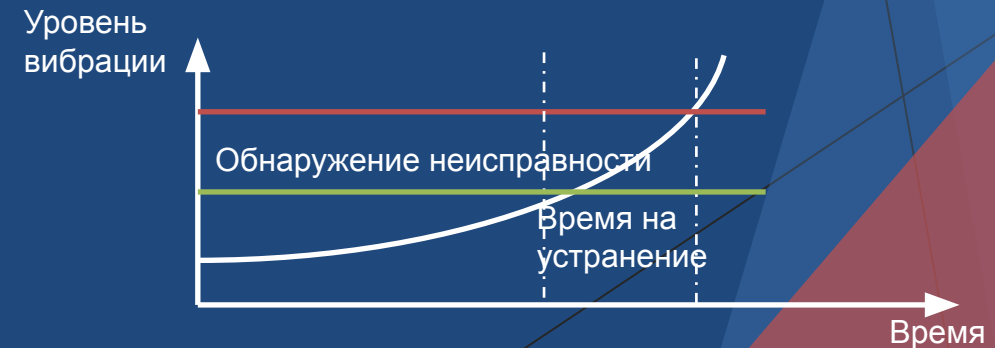 Уровень
вибрации
Обнаружение неисправности
Время на
устранение
Время